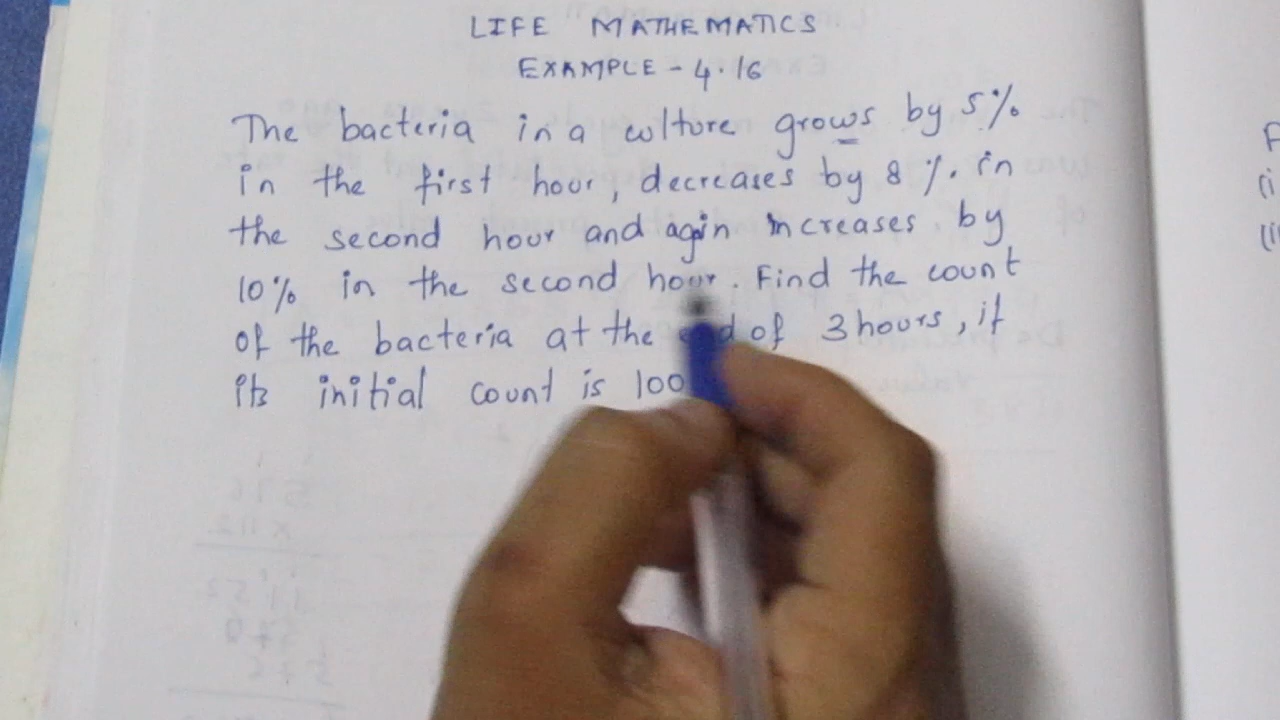 LIFE MATHEMATICS
EXAMPLE - 4.16
The bacteria in a culture grows by 5%
in the first hour, decreases by 8%. in
the second hour and agin increases by
10% in the second hour. Find the count
of the bacteria at the end of 3 hours, if
its initial count is 100